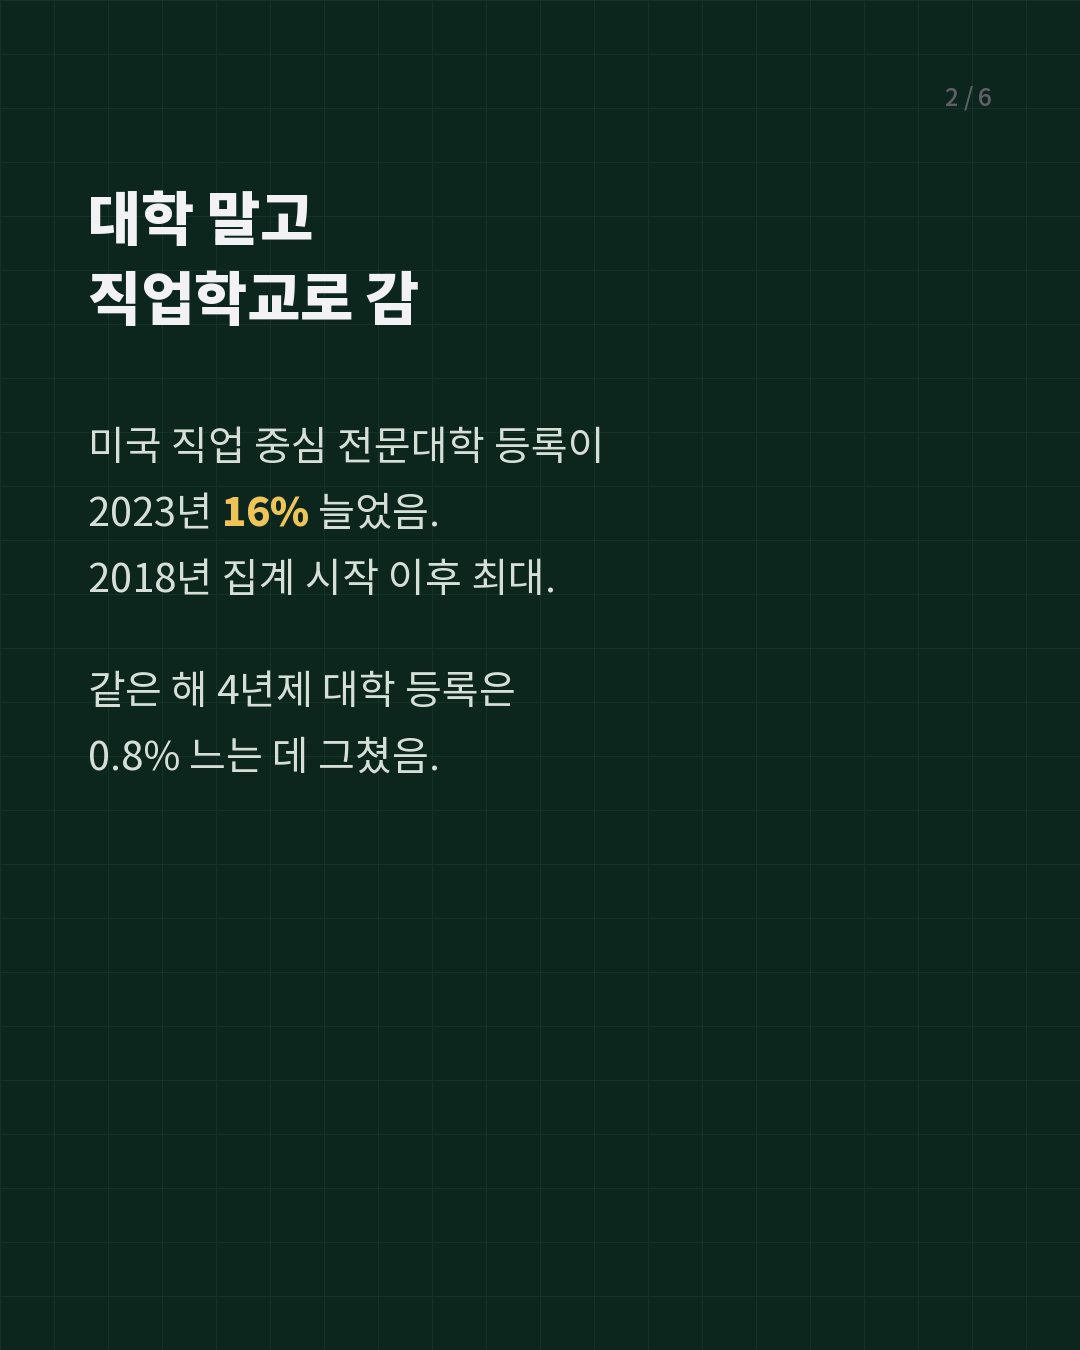 2 / 6
대학 말고
직업학교로 감
미국 직업 중심 전문대학 등록이
2023년 16% 늘었음.
2018년 집계 시작 이후 최대.
같은 해 4년제 대학 등록은
0.8% 느는 데 그쳤음.